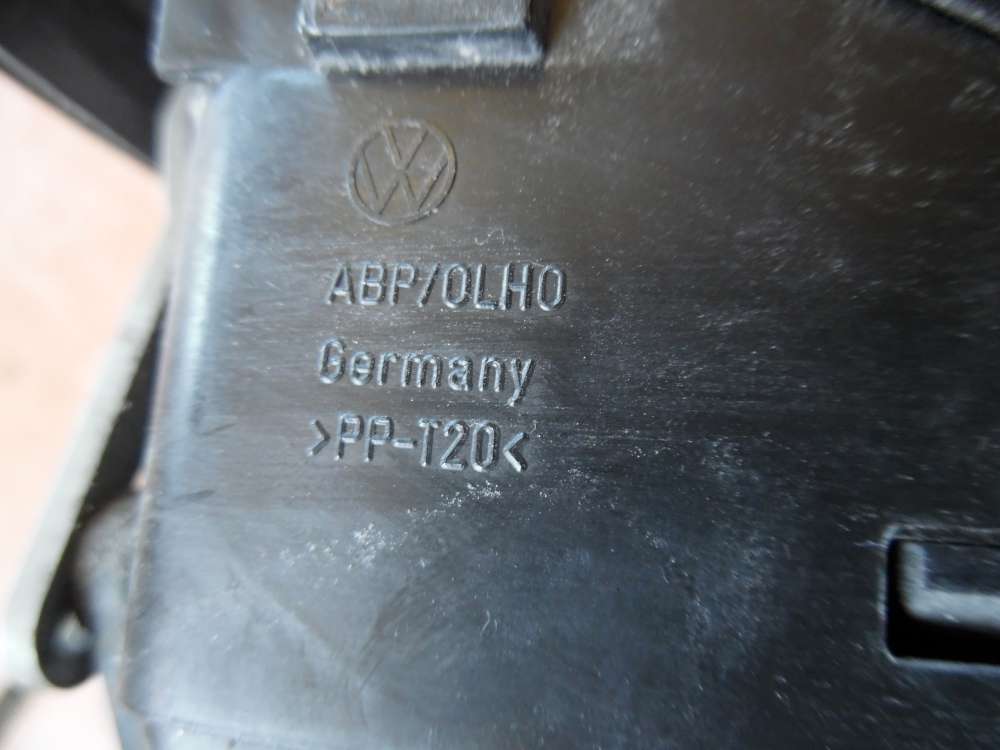 VW
ABP/OLHO
Germany
>PP-T20<